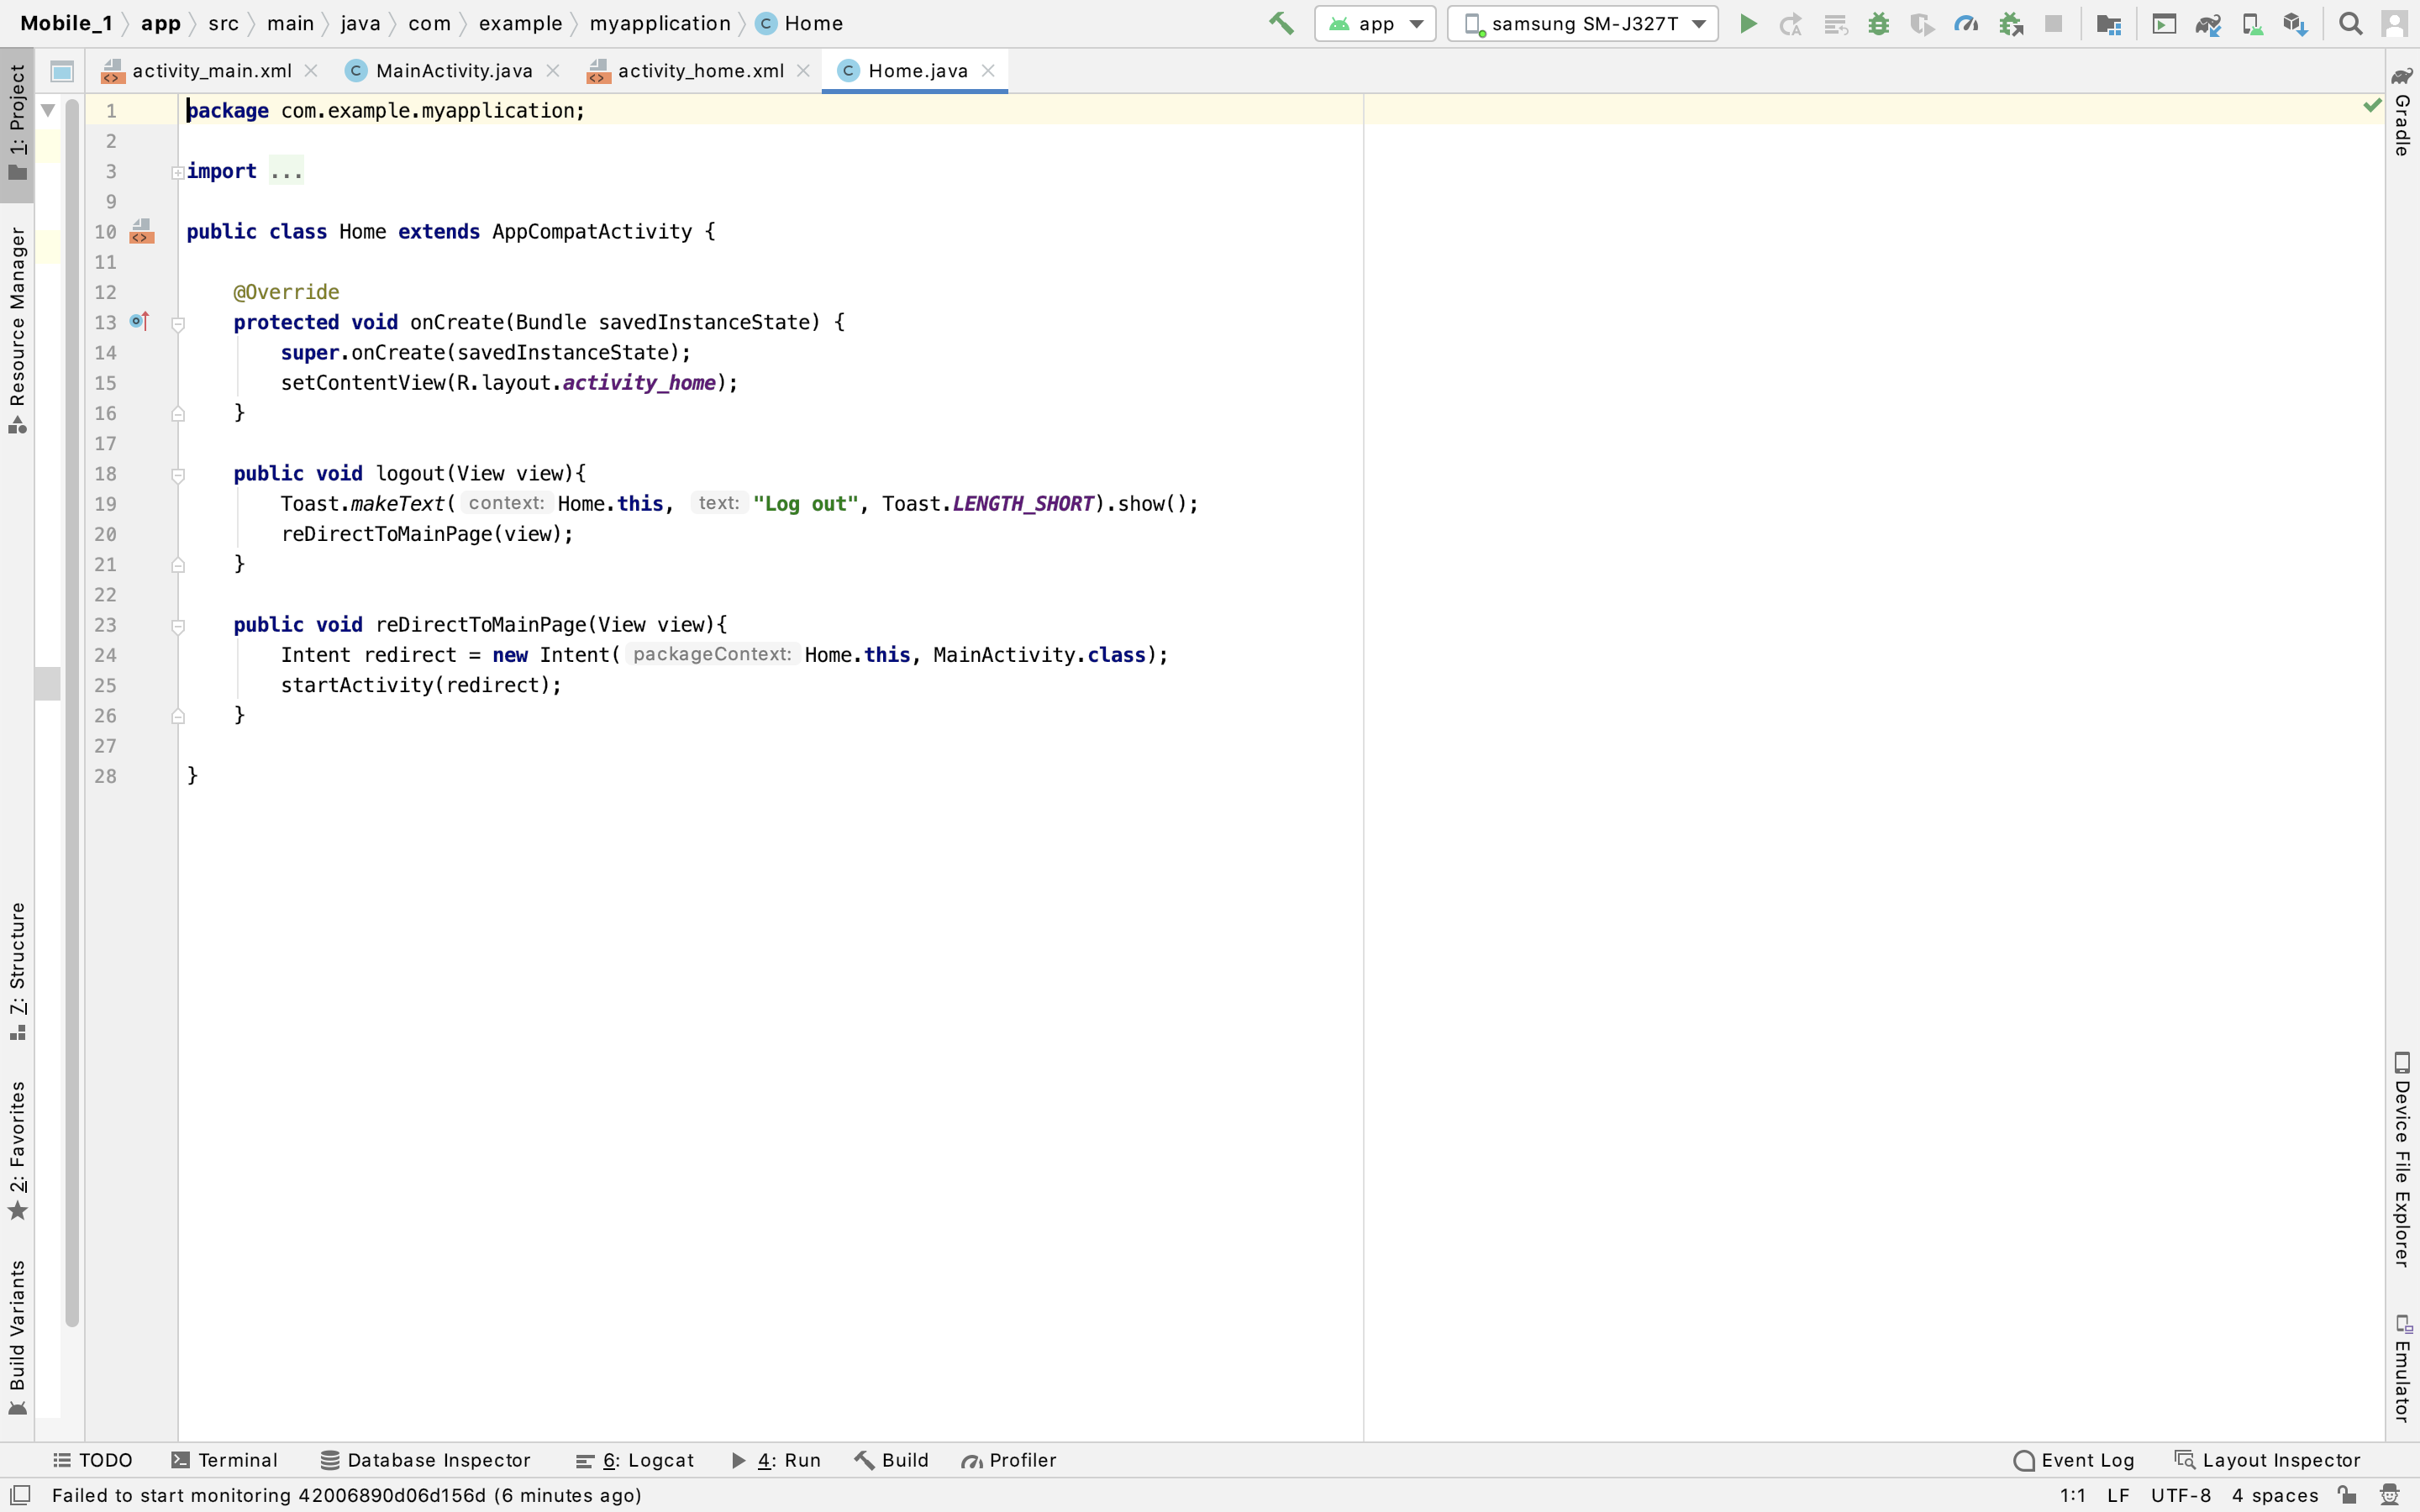 Mobile_1 app src main java com example myapplication C Home app samsung SM-J327T
activity_main.xml C MainActivity.java activity_home.xml C Home.java
1: Project
Resource Manager
7: Structure
2: Favorites
Build Variants
1 package com.example.myapplication;
2
3 import ...
9
10 public class Home extends AppCompatActivity {
11
12 @Override
13 protected void onCreate(Bundle savedInstanceState) {
14 super.onCreate(savedInstanceState);
15 setContentView(R.layout.activity_home);
16 }
17
18 public void logout(View view){
19 Toast.makeText( context: Home.this, text: "Log out", Toast.LENGTH_SHORT).show();
20 reDirectToMainPage(view);
21 }
22
23 public void reDirectToMainPage(View view){
24 Intent redirect = new Intent( packageContext: Home.this, MainActivity.class);
25 startActivity(redirect);
26 }
27
28 }
Gradle
Device File Explorer
Emulator
TODO Terminal Database Inspector 6: Logcat 4: Run Build Profiler Event Log Layout Inspector
Failed to start monitoring 42006890d06d156d (6 minutes ago) 1:1 LF UTF-8 4 spaces